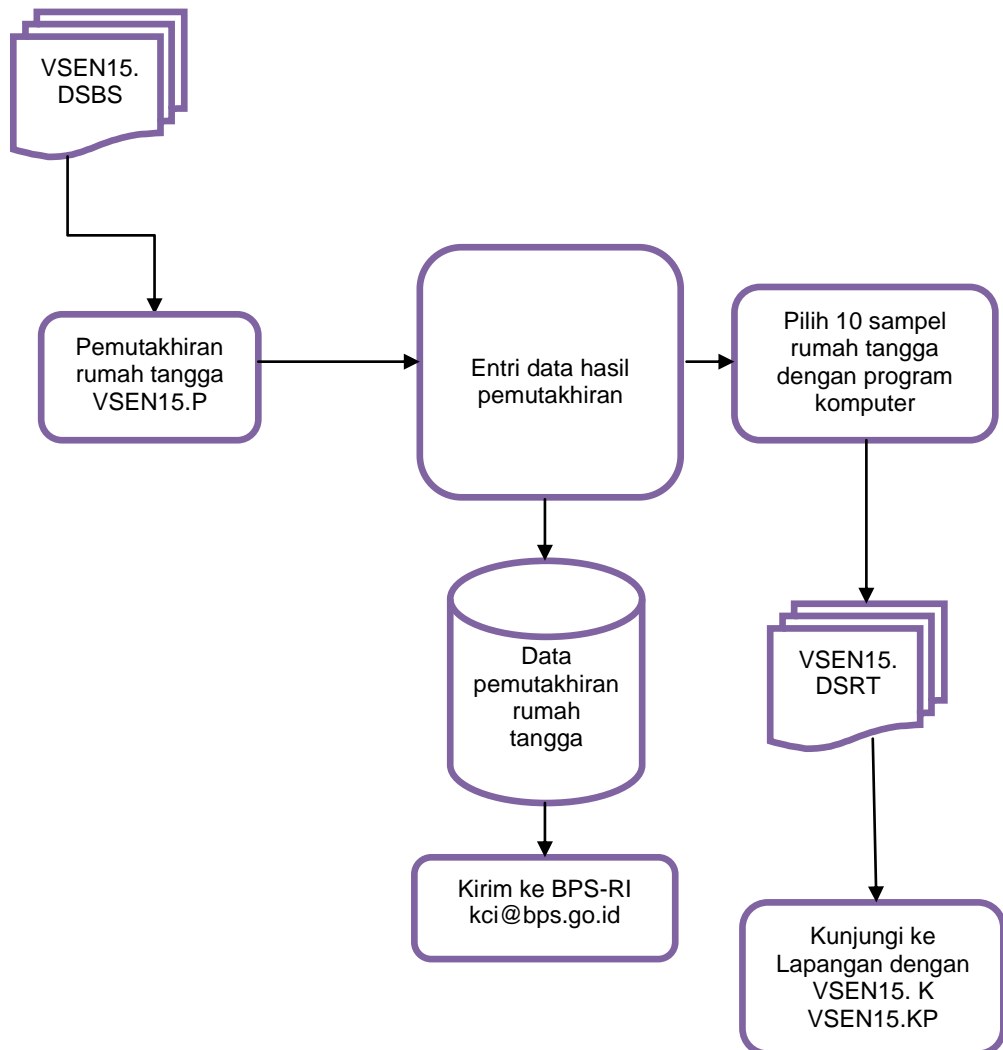 VSEN15.
DSBS
Pemutakhiran
rumah tangga
VSEN15.P
Entri data hasil
pemutakhiran
Pilih 10 sampel
rumah tangga
dengan program
komputer
Data
pemutakhiran
rumah
tangga
VSEN15.
DSRT
Kirim ke BPS-RI
kci@bps.go.id
Kunjungi ke
Lapangan dengan
VSEN15. K
VSEN15.KP